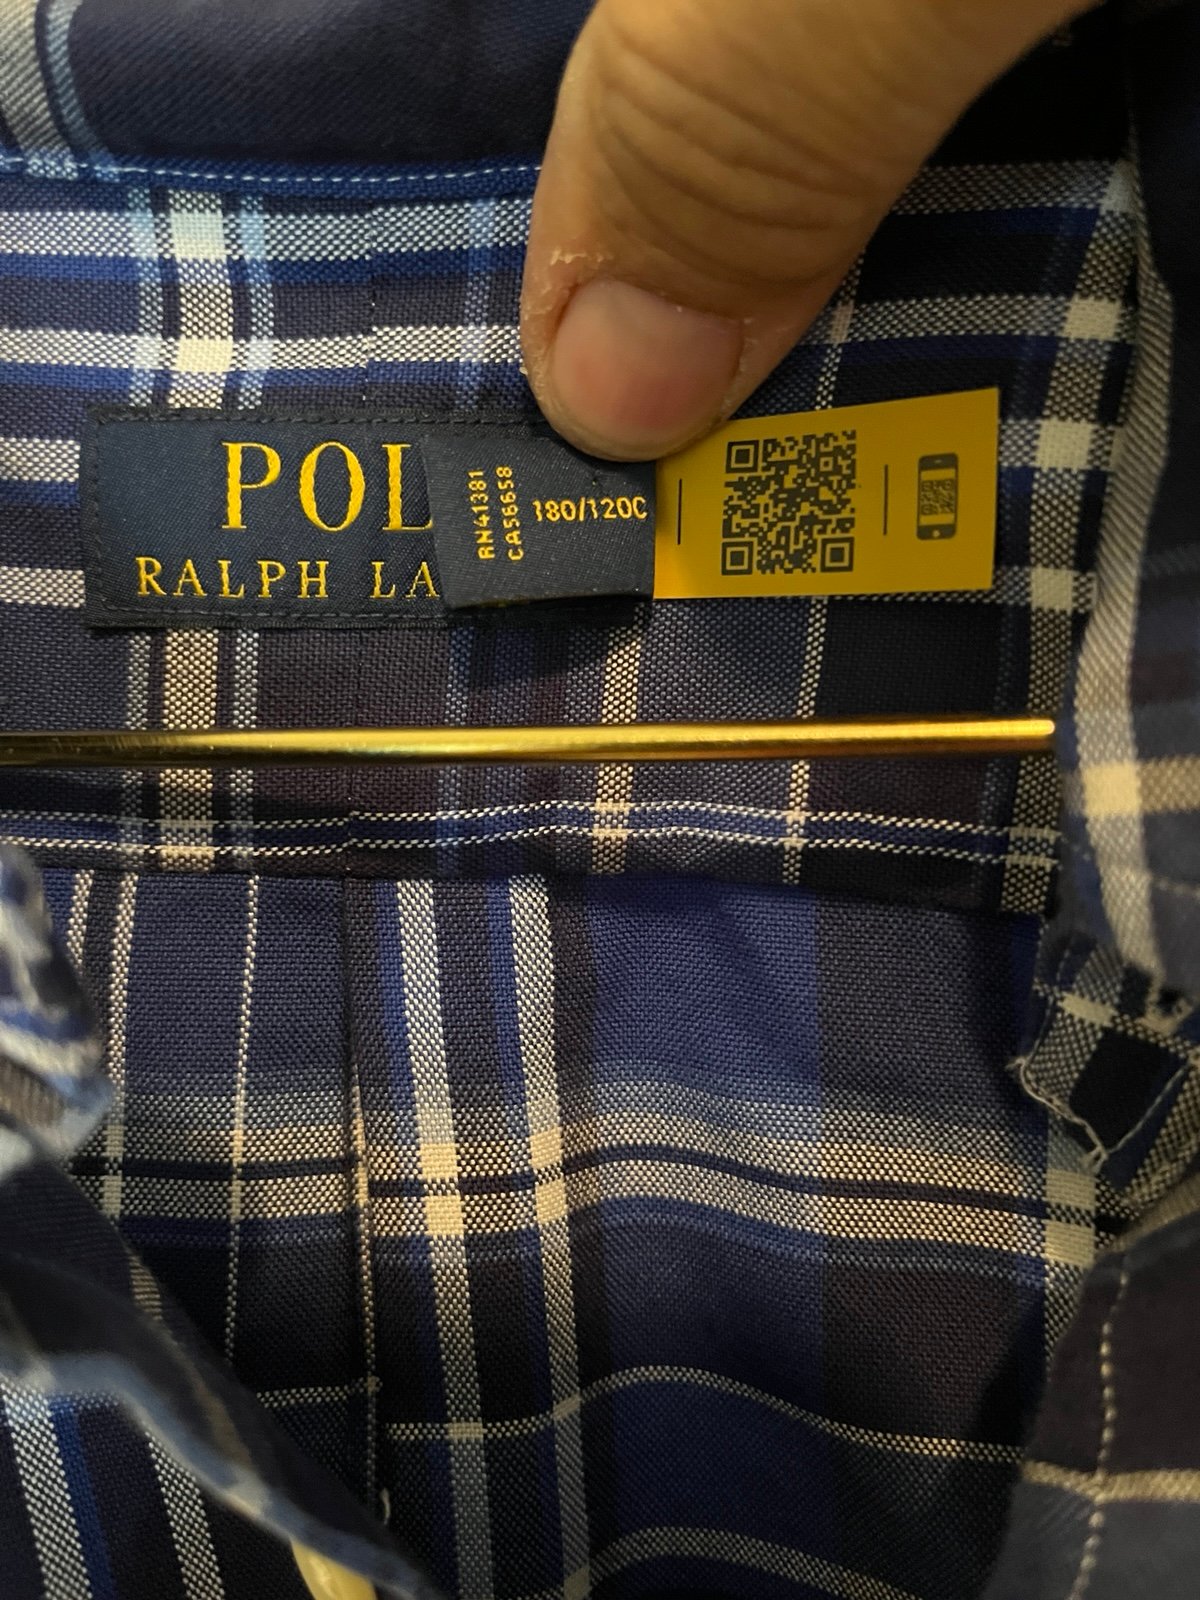 POL
RALPH LA
RN41381
CA56658
180/120C